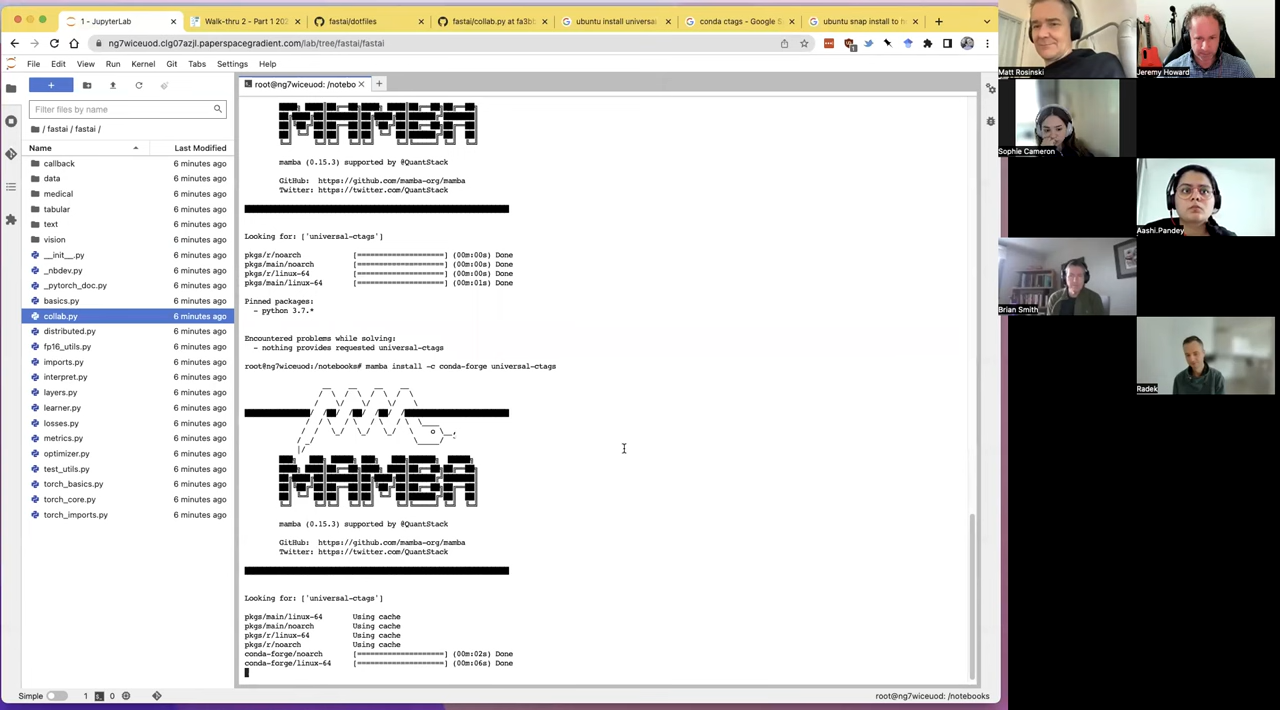 1 - JupyterLab
Walk-thru 2 - Part 1 202
fastai/dotfiles
fastai/collab.py at fa3bb
ubuntu install universal
conda ctags - Google S
ubuntu snap install to h
ng7wiceuod.clg07azjl.paperspacegradient.com/lab/tree/fastai/fastai
File Edit View Run Kernel Git Tabs Settings Help
root@ng7wiceuod: /notebo
Filter files by name
/ fastai / fastai /
Name Last Modified
callback 6 minutes ago
data 6 minutes ago
medical 6 minutes ago
tabular 6 minutes ago
text 6 minutes ago
vision 6 minutes ago
__init__.py 6 minutes ago
_nbdev.py 6 minutes ago
_pytorch_doc.py 6 minutes ago
basics.py 6 minutes ago
collab.py 6 minutes ago
distributed.py 6 minutes ago
fp16_utils.py 6 minutes ago
imports.py 6 minutes ago
interpret.py 6 minutes ago
layers.py 6 minutes ago
learner.py 6 minutes ago
losses.py 6 minutes ago
metrics.py 6 minutes ago
optimizer.py 6 minutes ago
test_utils.py 6 minutes ago
torch_basics.py 6 minutes ago
torch_core.py 6 minutes ago
torch_imports.py 6 minutes ago
MAMBA
mamba (0.15.3) supported by @QuantStack
GitHub: https://github.com/mamba-org/mamba
Twitter: https://twitter.com/QuantStack
Looking for: ['universal-ctags']
pkgs/r/noarch [====================] (00m:00s) Done
pkgs/main/noarch [====================] (00m:00s) Done
pkgs/r/linux-64 [====================] (00m:00s) Done
pkgs/main/linux-64 [====================] (00m:01s) Done
Pinned packages:
- python 3.7.*
Encountered problems while solving:
- nothing provides requested universal-ctags
root@ng7wiceuod:/notebooks# mamba install -c conda-forge universal-ctags
MAMBA
mamba (0.15.3) supported by @QuantStack
GitHub: https://github.com/mamba-org/mamba
Twitter: https://twitter.com/QuantStack
Looking for: ['universal-ctags']
pkgs/main/linux-64 Using cache
pkgs/main/noarch Using cache
pkgs/r/linux-64 Using cache
pkgs/r/noarch Using cache
conda-forge/noarch [====================] (00m:02s) Done
conda-forge/linux-64 [====================] (00m:06s) Done
Simple 1 0
root@ng7wiceuod: /notebooks
Matt Rosinski
Jeremy Howard
Sophie Cameron
Aashi.Pandey
Brian Smith
Radek